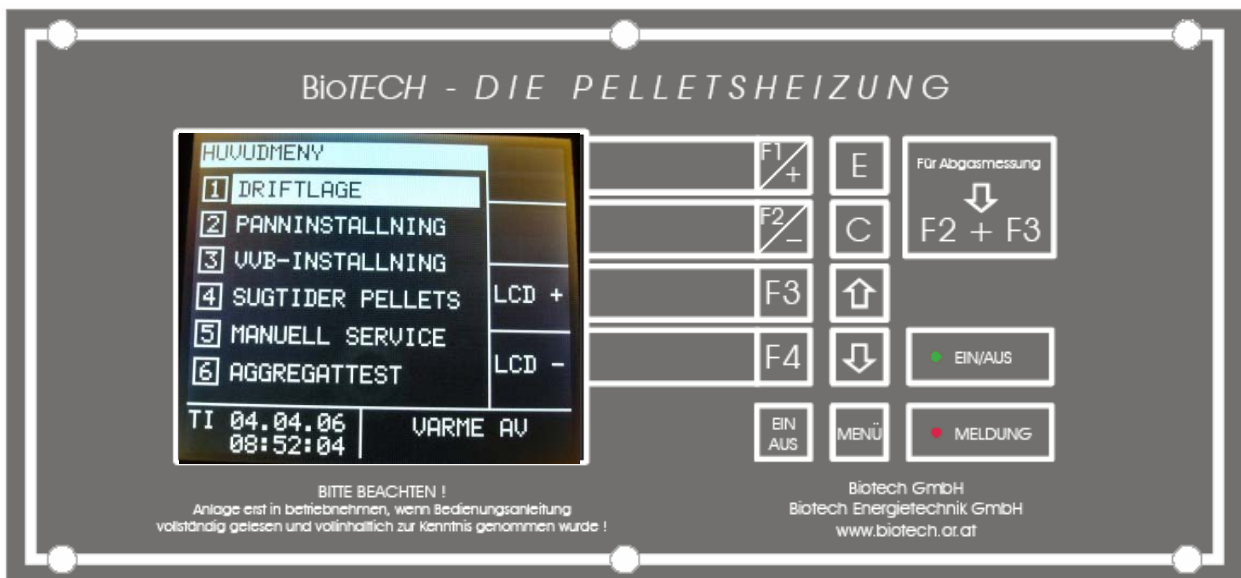 BioTECH - DIE PELLETSHEIZUNG
HUVUDMENY
1 DRIFTLAGE
2 PANNINSTALLNING
3 VVB-INSTALLNING
4 SUGTIDER PELLETS
5 MANUELL SERVICE
6 AGGREGATTEST
LCD +
LCD -
TI 04.04.06
08:52:04
VARME AV
F1/+
E
F2/-
C
F3
F4
EIN
AUS
MENÜ
Für Abgasmessung
F2 + F3
EIN/AUS
MELDUNG
BITTE BEACHTEN !
Anlage erst in betriebnehmen, wenn Bedienungsanleitung
vollständig gelesen und vollinhaltlich zur Kenntnis genommen wurde !
Biotech GmbH
Biotech Energietechnik GmbH
www.biotech.or.at